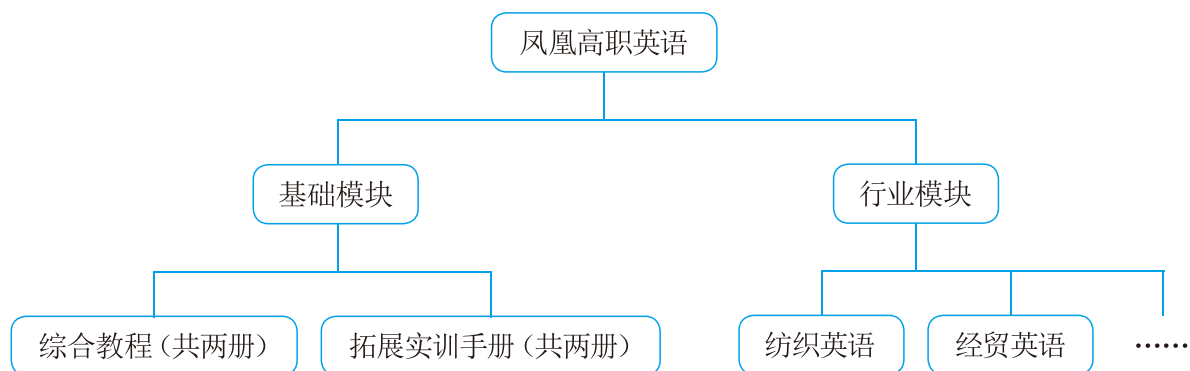 凤凰高职英语
基础模块
行业模块
综合教程（共两册）
拓展实训手册（共两册）
纺织英语
经贸英语
……